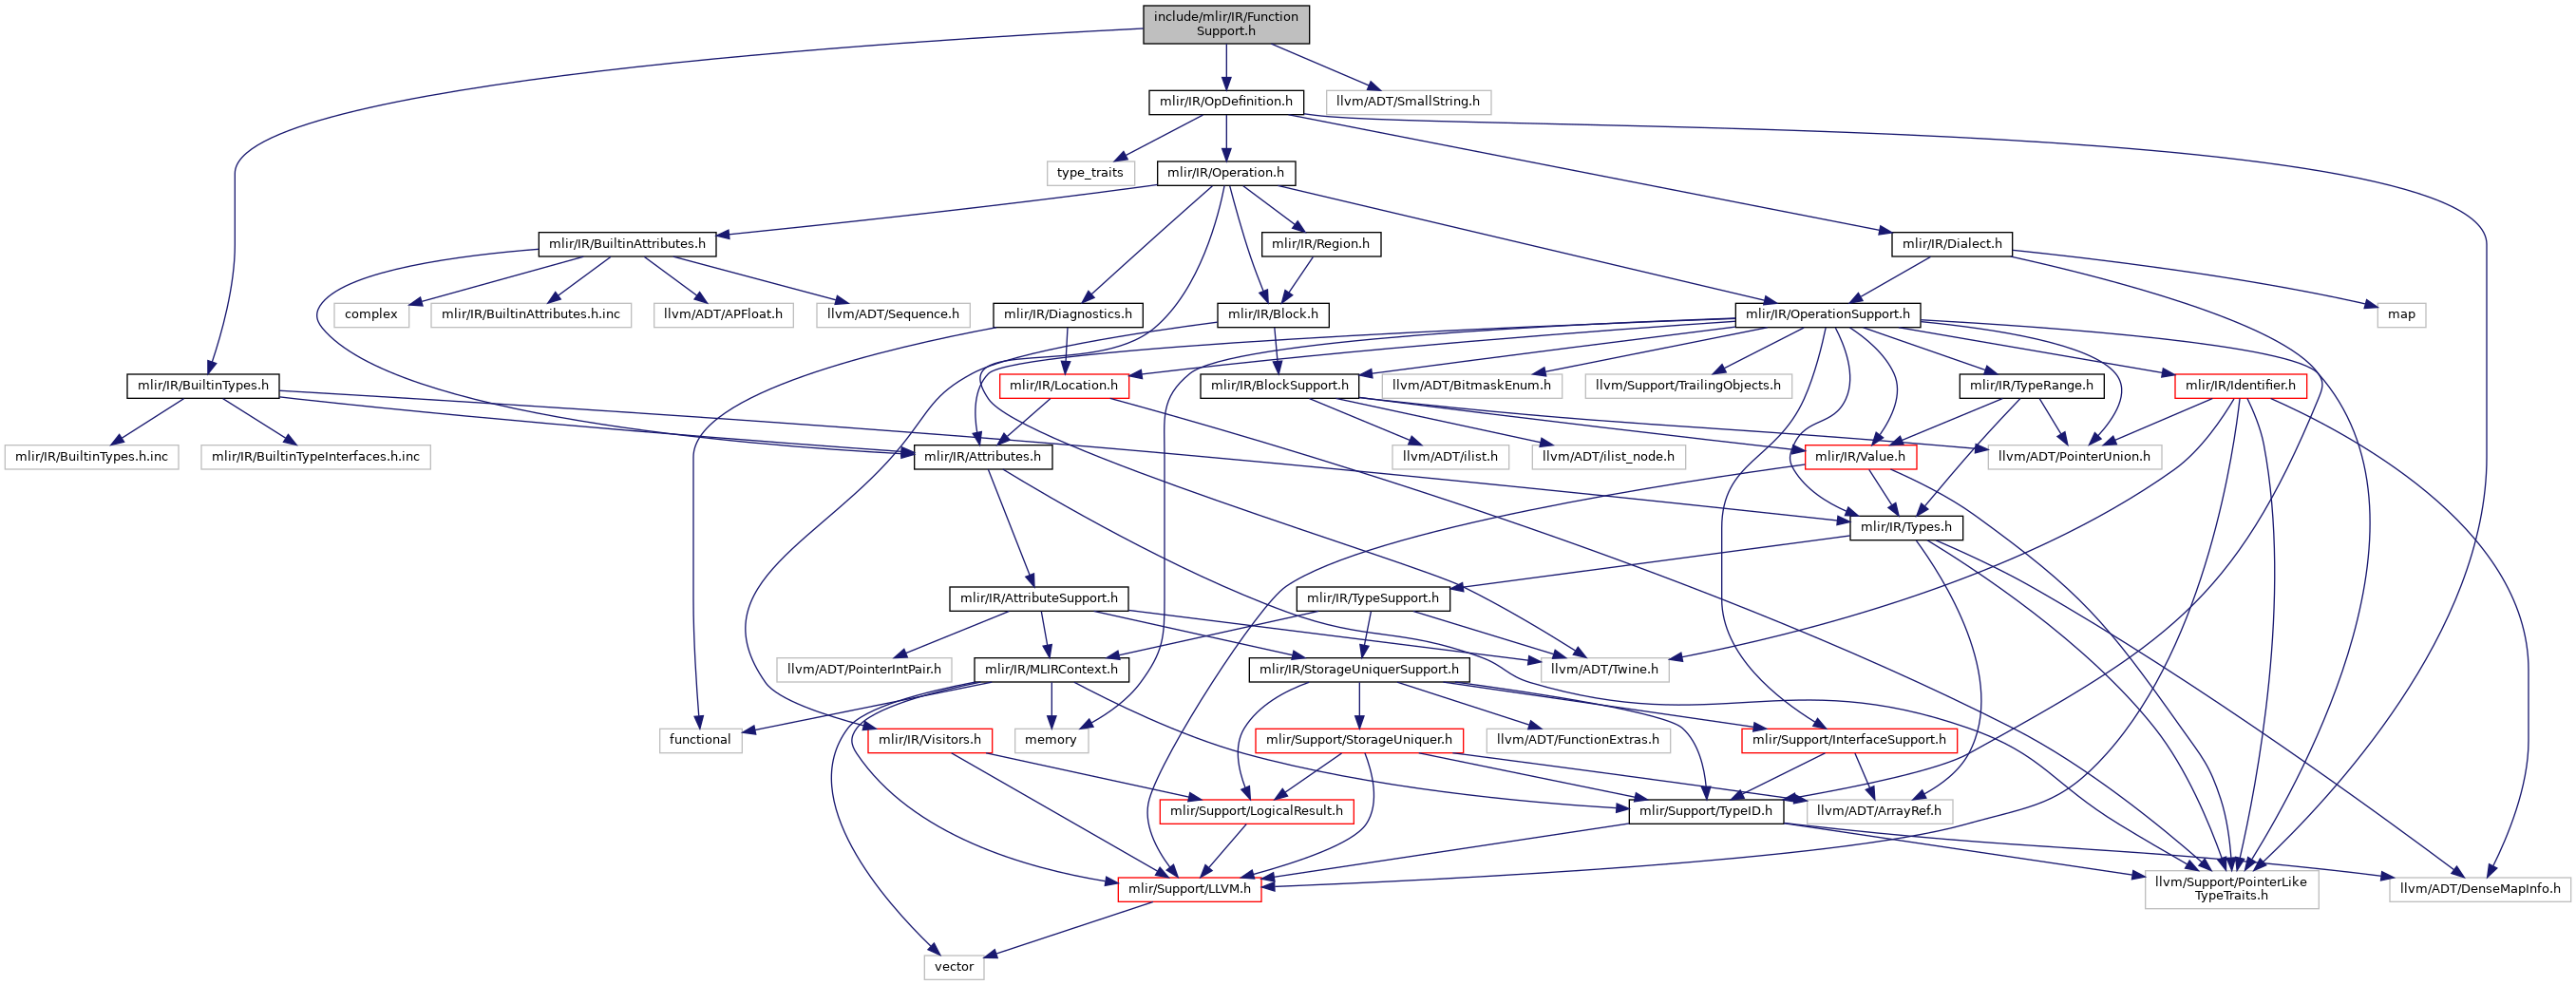 include/mlir/IR/Function
Support.h
mlir/IR/OpDefinition.h
llvm/ADT/SmallString.h
type_traits
mlir/IR/Operation.h
mlir/IR/BuiltinAttributes.h
mlir/IR/Region.h
mlir/IR/Dialect.h
complex
mlir/IR/BuiltinAttributes.h.inc
llvm/ADT/APFloat.h
llvm/ADT/Sequence.h
mlir/IR/Diagnostics.h
mlir/IR/Block.h
mlir/IR/OperationSupport.h
map
mlir/IR/BuiltinTypes.h
mlir/IR/Location.h
mlir/IR/BlockSupport.h
llvm/ADT/BitmaskEnum.h
llvm/Support/TrailingObjects.h
mlir/IR/TypeRange.h
mlir/IR/Identifier.h
mlir/IR/BuiltinTypes.h.inc
mlir/IR/BuiltinTypeInterfaces.h.inc
mlir/IR/Attributes.h
llvm/ADT/ilist.h
llvm/ADT/ilist_node.h
mlir/IR/Value.h
llvm/ADT/PointerUnion.h
mlir/IR/Types.h
mlir/IR/AttributeSupport.h
mlir/IR/TypeSupport.h
llvm/ADT/PointerIntPair.h
mlir/IR/MLIRContext.h
mlir/IR/StorageUniquerSupport.h
llvm/ADT/Twine.h
functional
mlir/IR/Visitors.h
memory
mlir/Support/StorageUniquer.h
llvm/ADT/FunctionExtras.h
mlir/Support/InterfaceSupport.h
mlir/Support/LogicalResult.h
mlir/Support/TypeID.h
llvm/ADT/ArrayRef.h
mlir/Support/LLVM.h
llvm/Support/PointerLike
TypeTraits.h
llvm/ADT/DenseMapInfo.h
vector